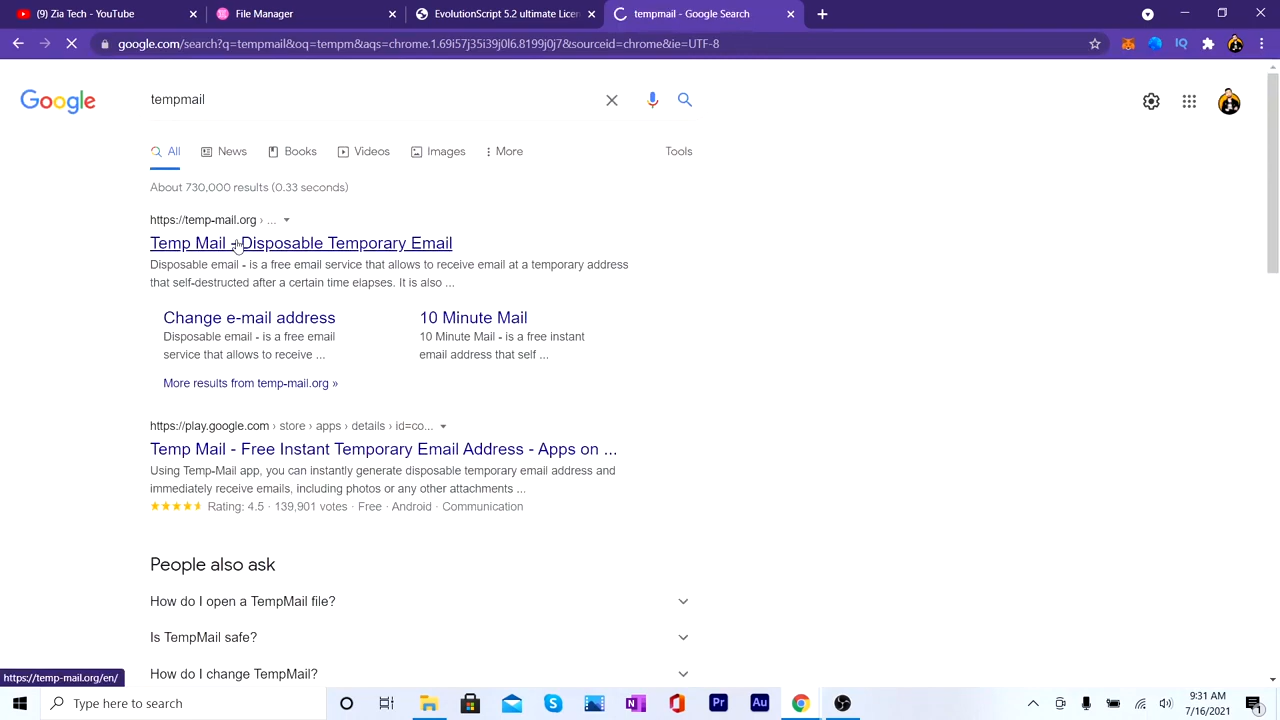 Zia Tech - YouTube
File Manager
EvolutionScript 5.2 ultimate Licen
tempmail - Google Search
google.com/search?q=tempmail&oq=tempm&aqs=chrome.1.69i57j35i39j0l6.8199j0j7&sourceid=chrome&ie=UTF-8
IQ
Google
tempmail
All
News
Books
Videos
Images
More
Tools
About 730,000 results (0.33 seconds)
https://temp-mail.org › ...
Temp Mail - Disposable Temporary Email
Disposable email - is a free email service that allows to receive email at a temporary address
that self-destructed after a certain time elapses. It is also ...
Change e-mail address
Disposable email - is a free email
service that allows to receive ...
10 Minute Mail
10 Minute Mail - is a free instant
email address that self ...
More results from temp-mail.org »
https://play.google.com › store › apps › details › id=co...
Temp Mail - Free Instant Temporary Email Address - Apps on ...
Using Temp-Mail app, you can instantly generate disposable temporary email address and
immediately receive emails, including photos or any other attachments ...
Rating: 4.5 · 139,901 votes · Free · Android · Communication
People also ask
How do I open a TempMail file?
Is TempMail safe?
How do I change TempMail?
https://temp-mail.org/en/
Type here to search
Pr
Au
9:31 AM
7/16/2021
1